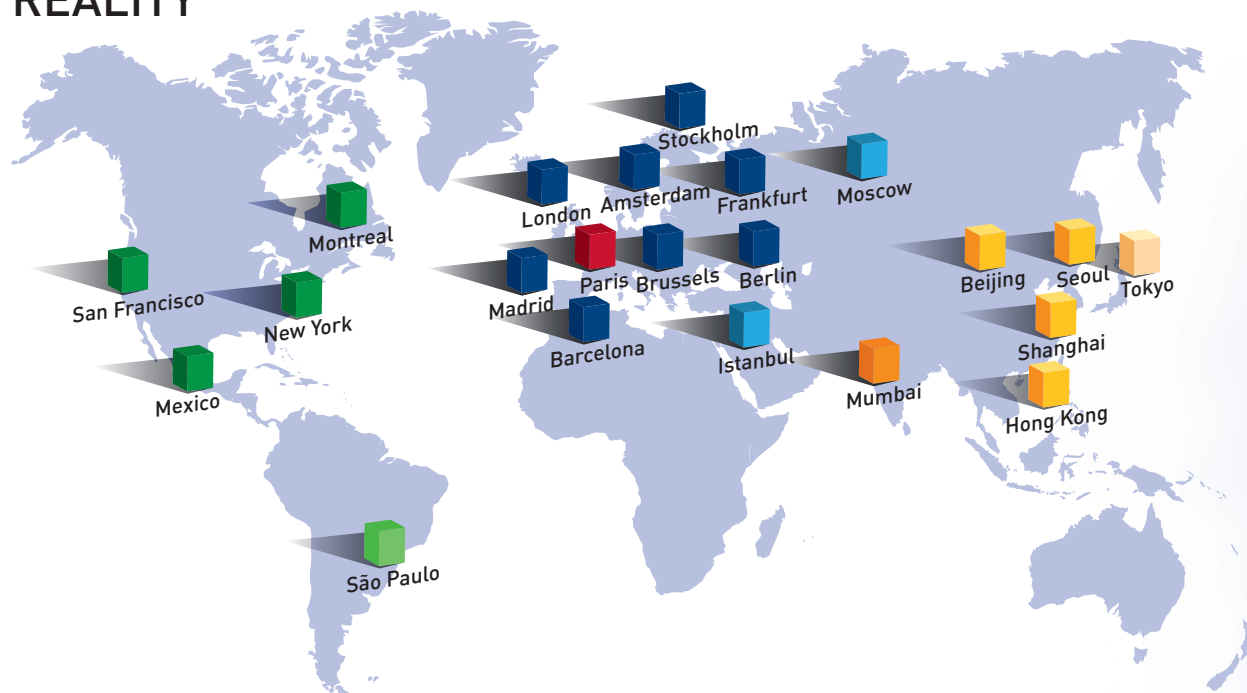 REALITY
Stockholm
London
Amsterdam
Frankfurt
Moscow
Montreal
San Francisco
New York
Mexico
Madrid
Paris
Brussels
Berlin
Barcelona
Istanbul
Mumbai
Beijing
Seoul
Tokyo
Shanghai
Hong Kong
São Paulo